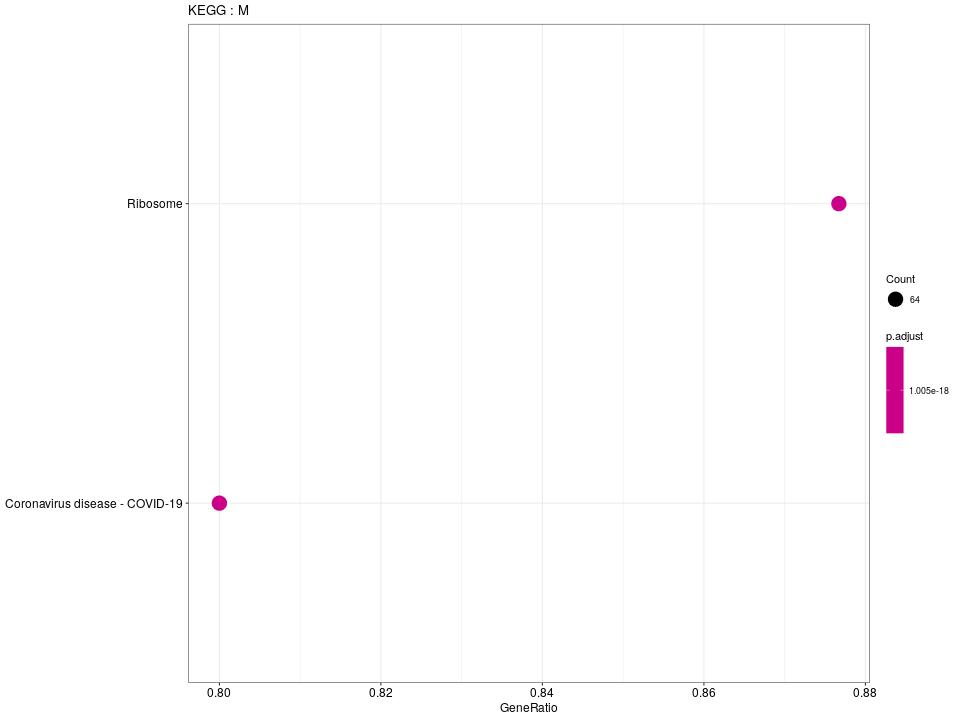 KEGG : M
Ribosome
Coronavirus disease - COVID-19
0.80 0.82 0.84 0.86 0.88
GeneRatio
Count
64
p.adjust
1.005e-18